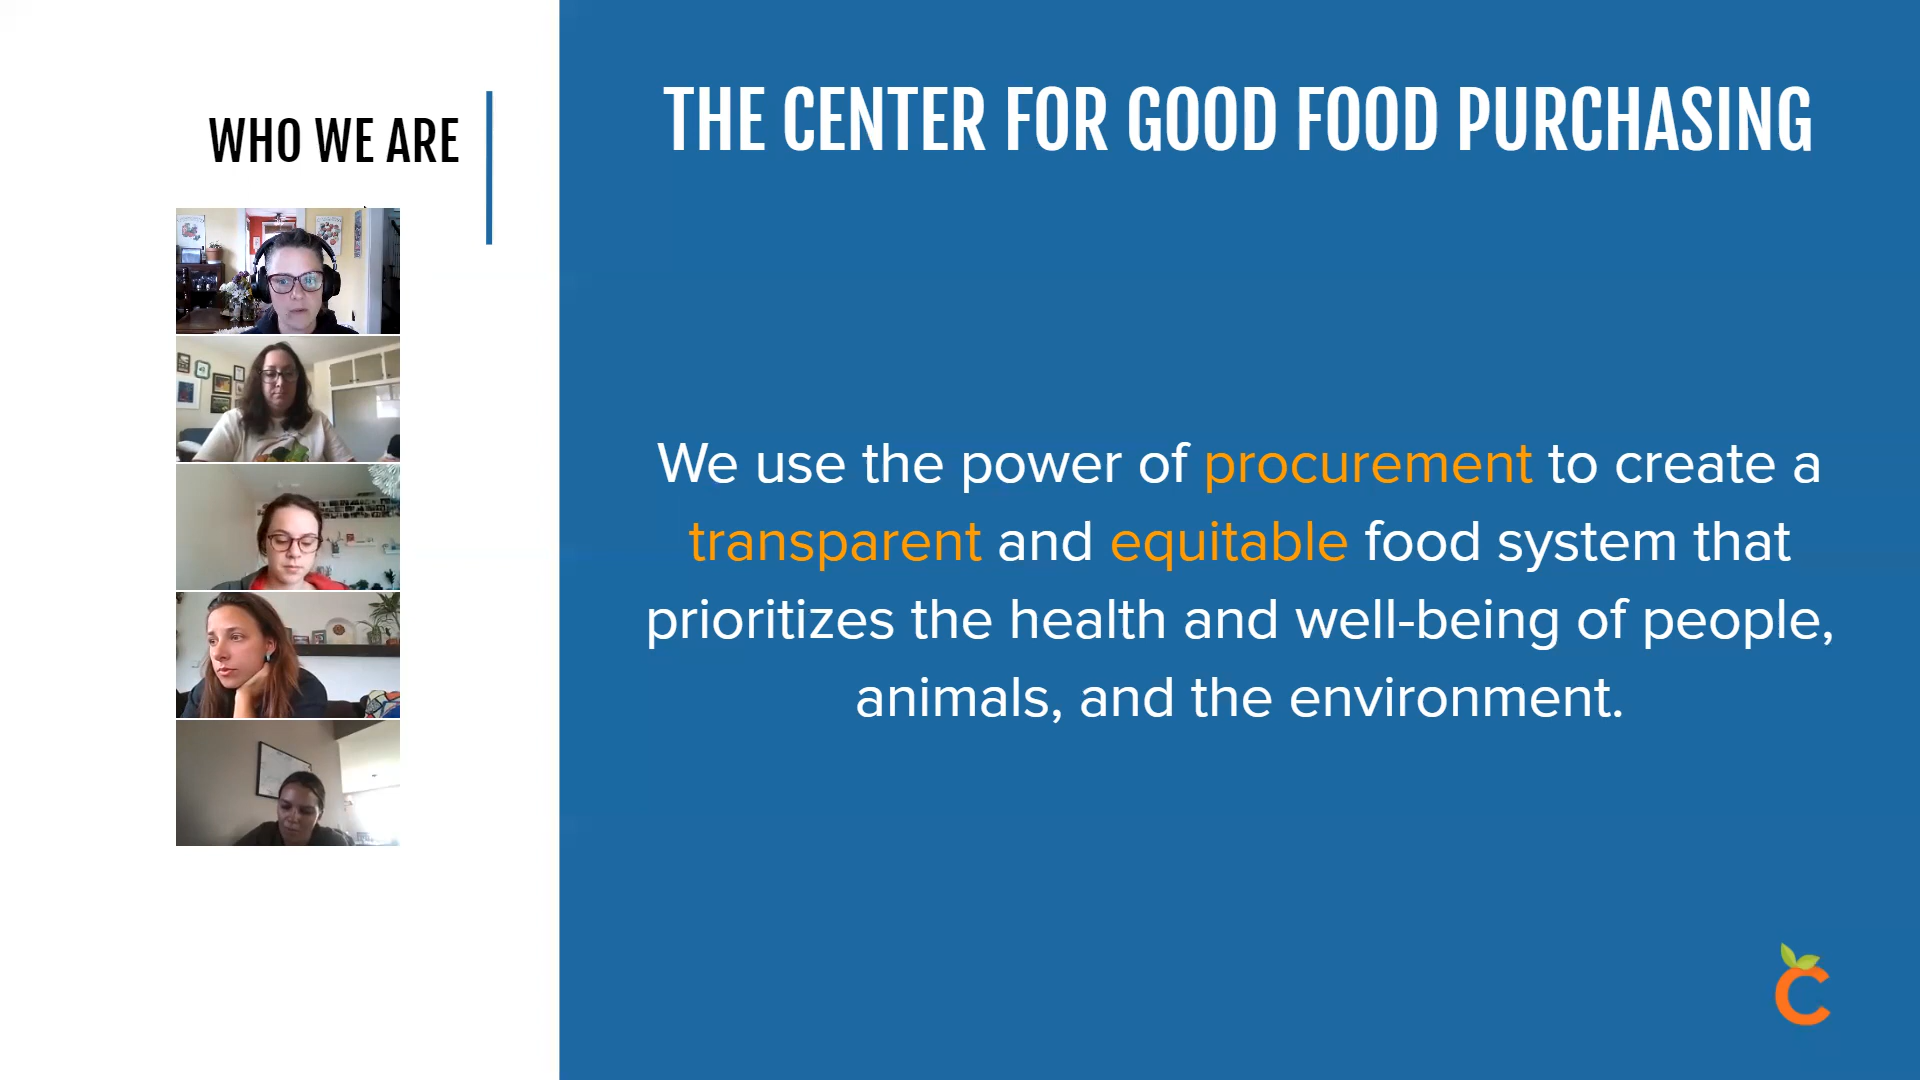 WHO WE ARE
THE CENTER FOR GOOD FOOD PURCHASING
We use the power of procurement to create a
transparent and equitable food system that
prioritizes the health and well-being of people,
animals, and the environment.